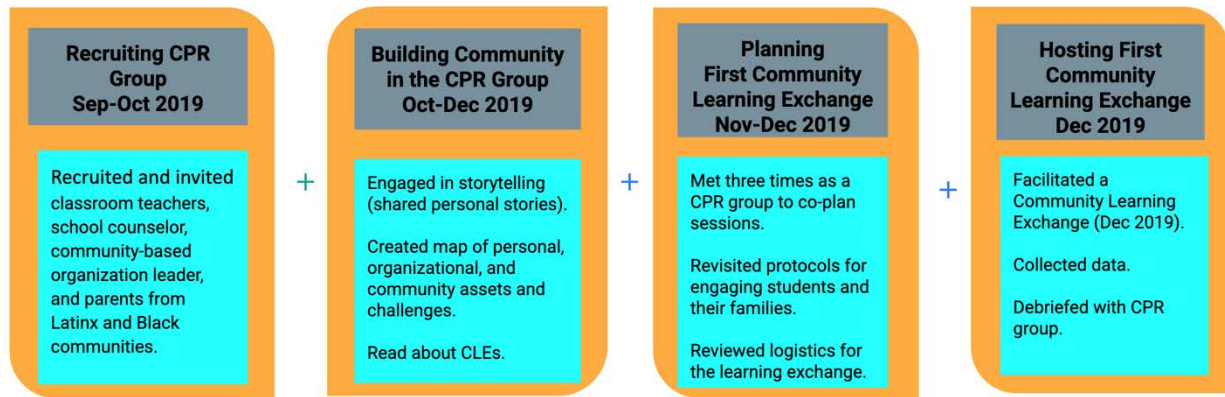 Recruiting CPR
Group
Sep-Oct 2019
Recruited and invited
classroom teachers,
school counselor,
community-based
organization leader,
and parents from
Latinx and Black
communities.
+
Building Community
in the CPR Group
Oct-Dec 2019
Engaged in storytelling
(shared personal stories).
Created map of personal,
organizational, and
community assets and
challenges.
Read about CLEs.
+
Planning
First Community
Learning Exchange
Nov-Dec 2019
Met three times as a
CPR group to co-plan
sessions.
Revisited protocols for
engaging students and
their families.
Reviewed logistics for
the learning exchange.
+
Hosting First
Community
Learning Exchange
Dec 2019
Facilitated a
Community Learning
Exchange (Dec 2019).
Collected data.
Debriefed with CPR
group.